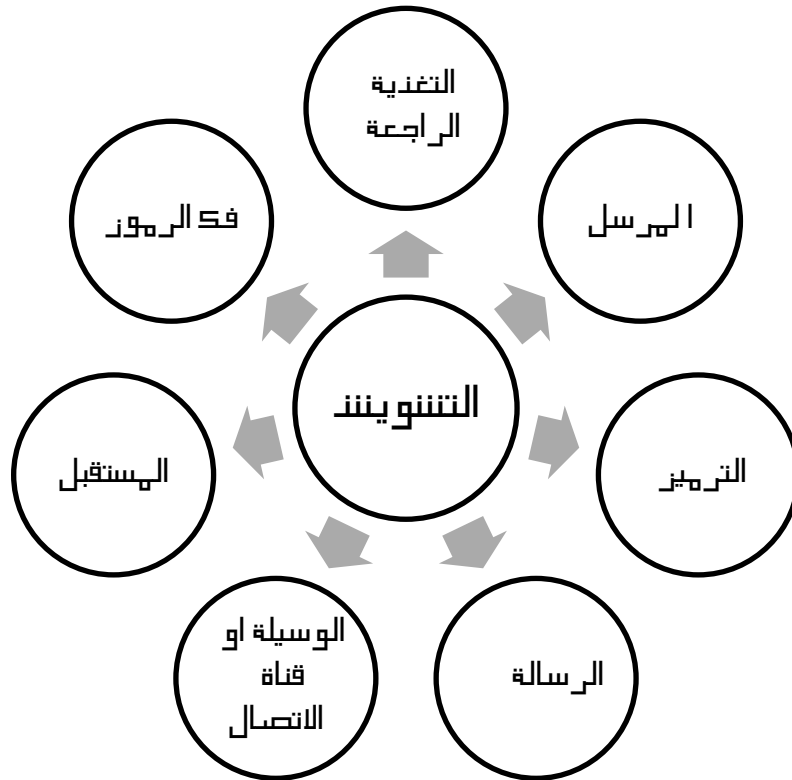 التغذية
الراجعة
المرسل
الترميز
الرسالة
الوسيلة او
قناة
الاتصال
المستقبل
فك الرموز
التشويش